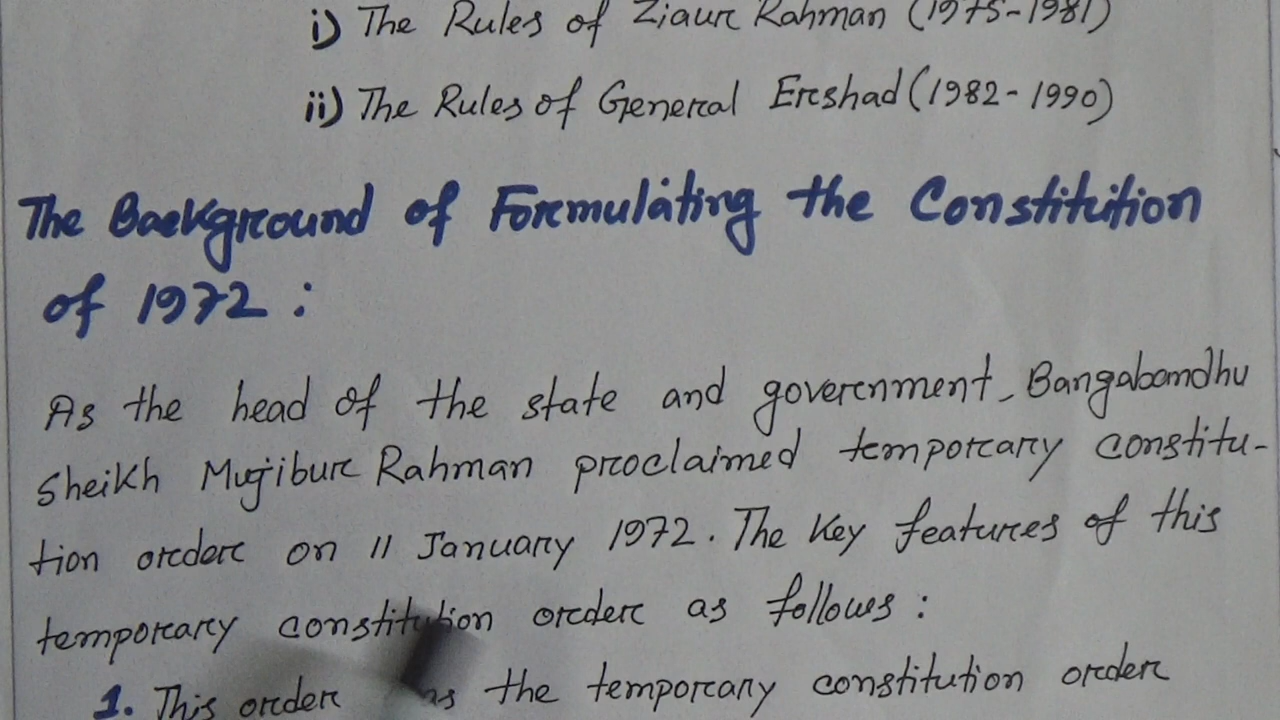 i) The Rules of Ziaur Rahman (1975-1981)
ii) The Rules of General Ershad (1982-1990)
The Background of Formulating the Constitution
of 1972 :
As the head of the state and government, Bangabandhu
Sheikh Mujibur Rahman proclaimed temporary constitu-
tion order on 11 January 1972. The Key features of this
temporary constitution order as follows :
1. This order the temporary constitution order